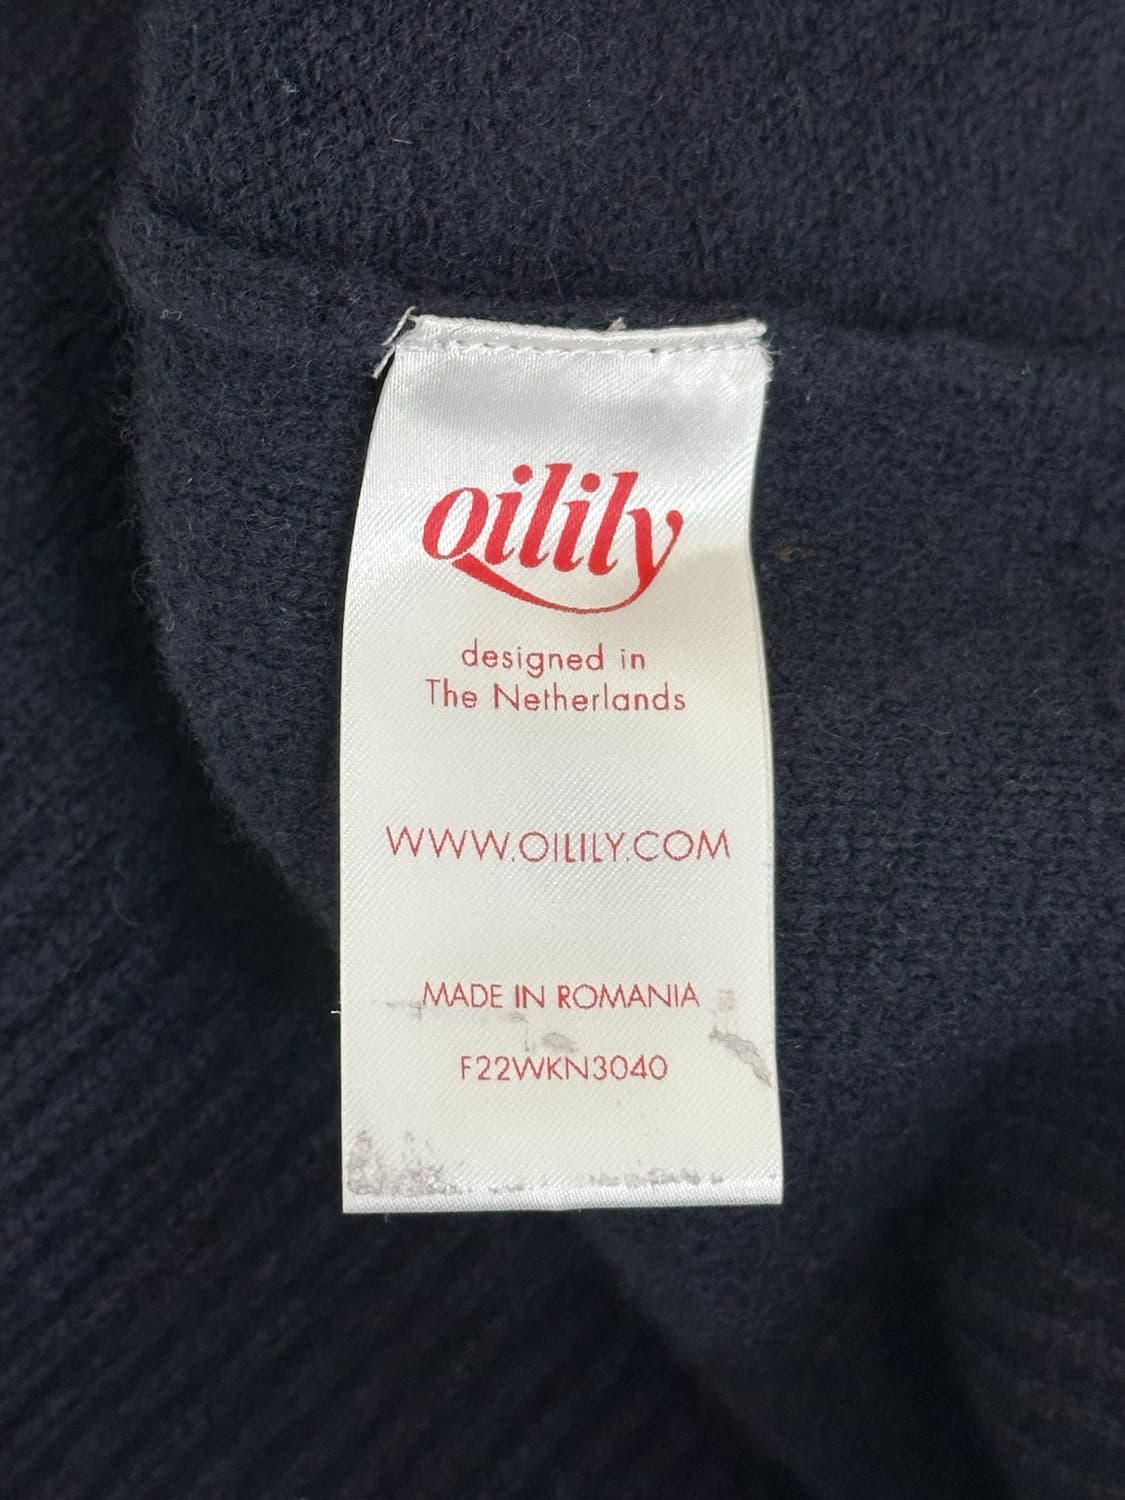 oilily
designed in
The Netherlands
WWW.OILILY.COM
MADE IN ROMANIA
F22WKN3040